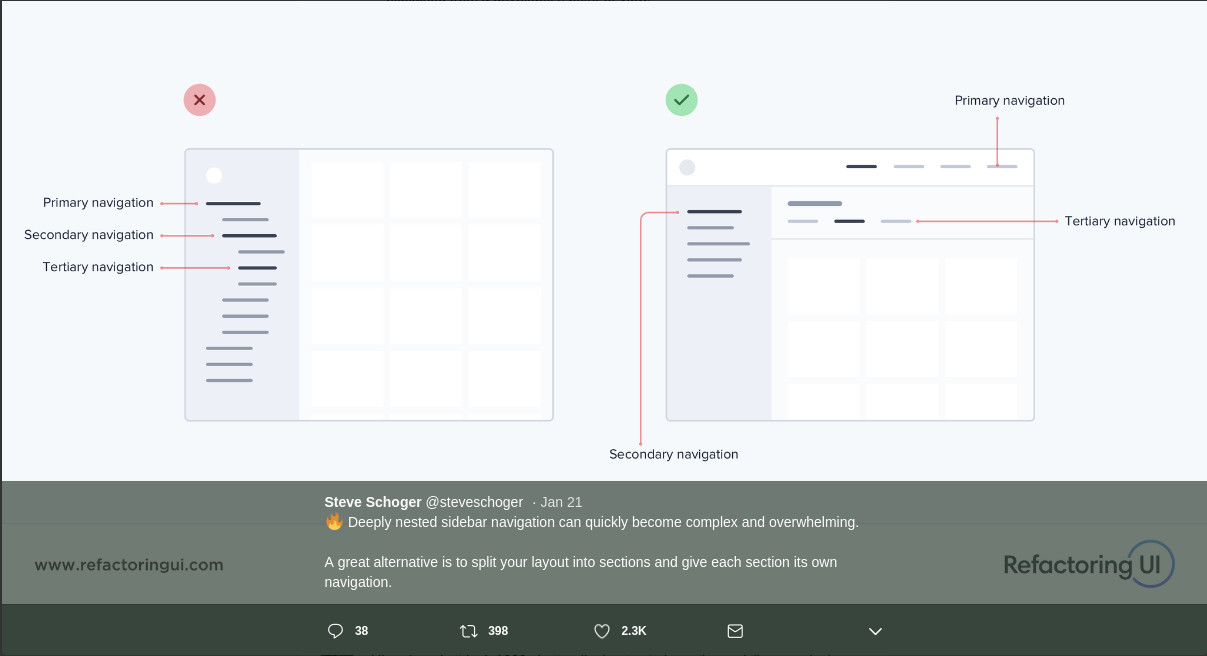 Primary navigation
Primary navigation
Secondary navigation
Tertiary navigation
Tertiary navigation
Secondary navigation
Steve Schoger @steveschoger · Jan 21
🔥 Deeply nested sidebar navigation can quickly become complex and overwhelming.
A great alternative is to split your layout into sections and give each section its own
navigation.
www.refactoringui.com
Refactoring UI
38 398 2.3K